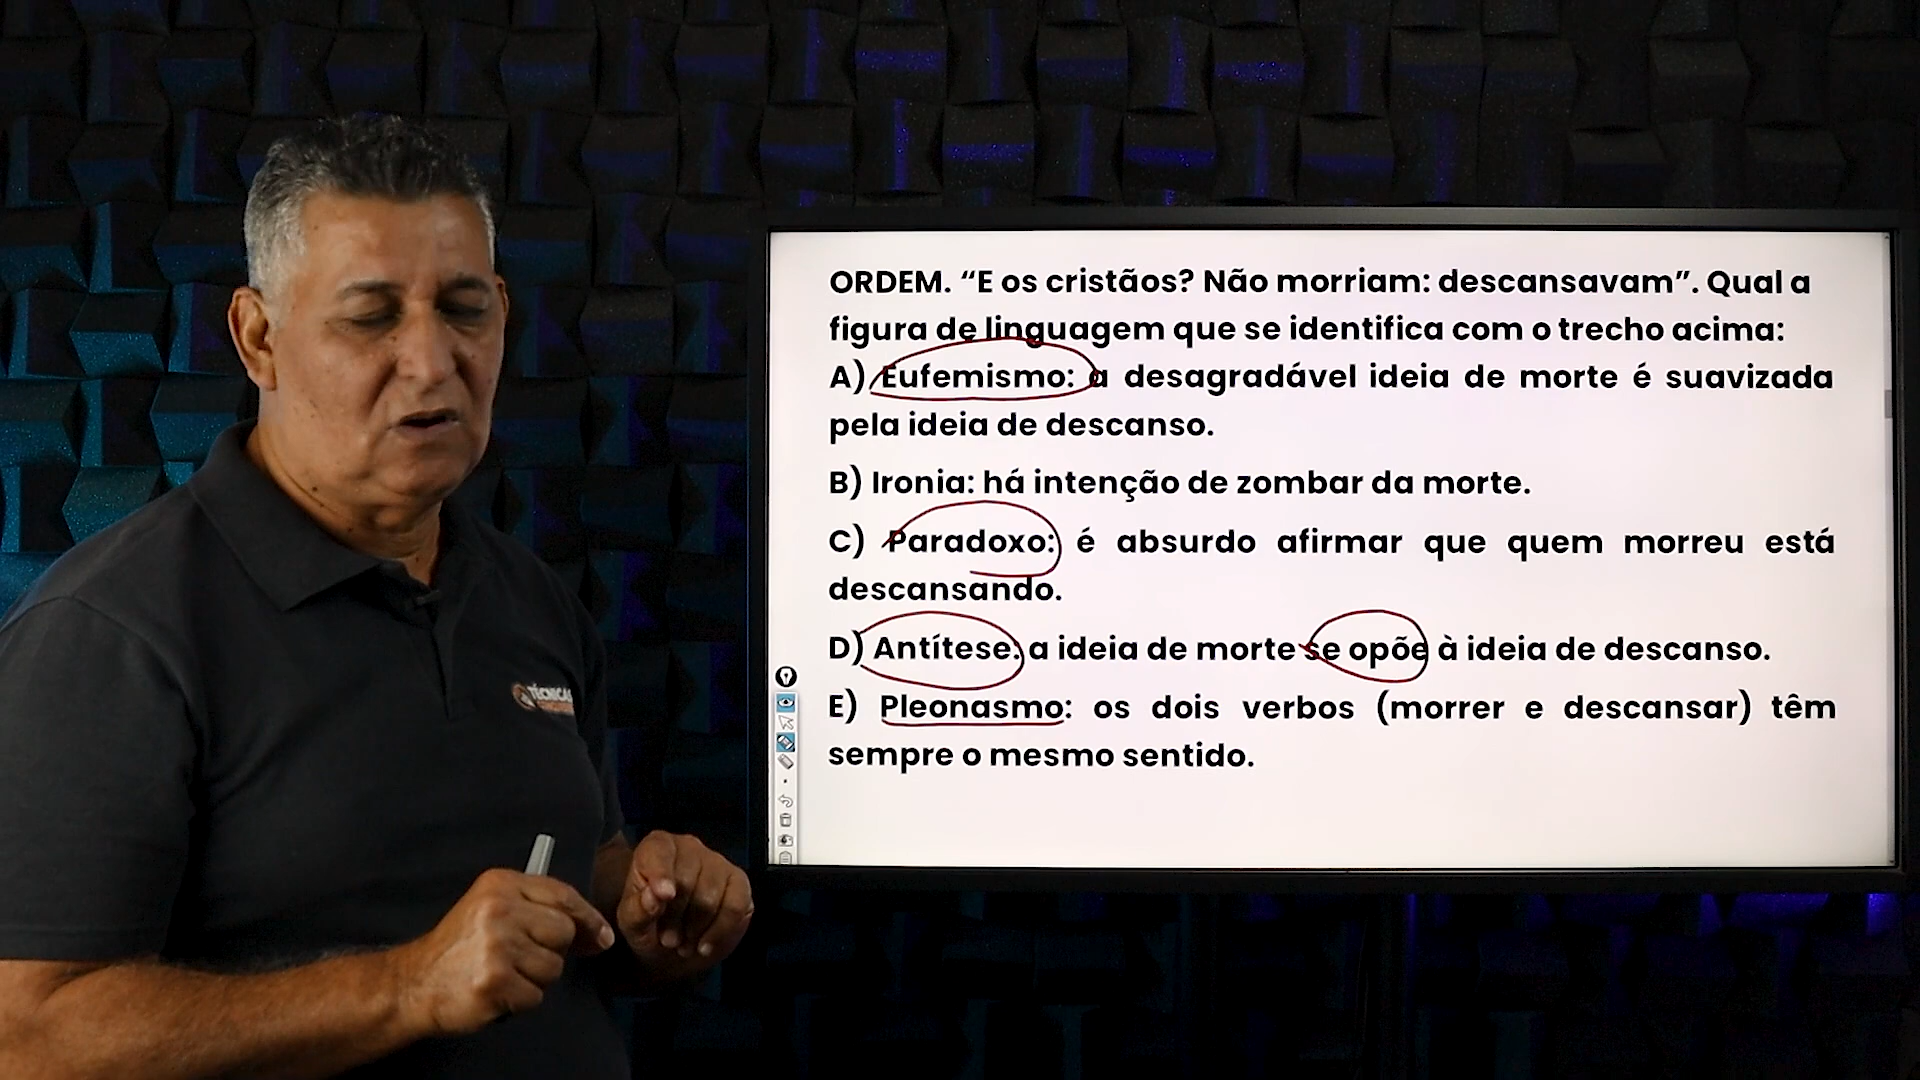 ORDEM. “E os cristãos? Não morriam: descansavam”. Qual a
figura de linguagem que se identifica com o trecho acima:
A) Eufemismo: a desagradável ideia de morte é suavizada
pela ideia de descanso.
B) Ironia: há intenção de zombar da morte.
C) Paradoxo: é absurdo afirmar que quem morreu está
descansando.
D) Antítese: a ideia de morte se opõe à ideia de descanso.
E) Pleonasmo: os dois verbos (morrer e descansar) têm
sempre o mesmo sentido.
TÉCNICAS